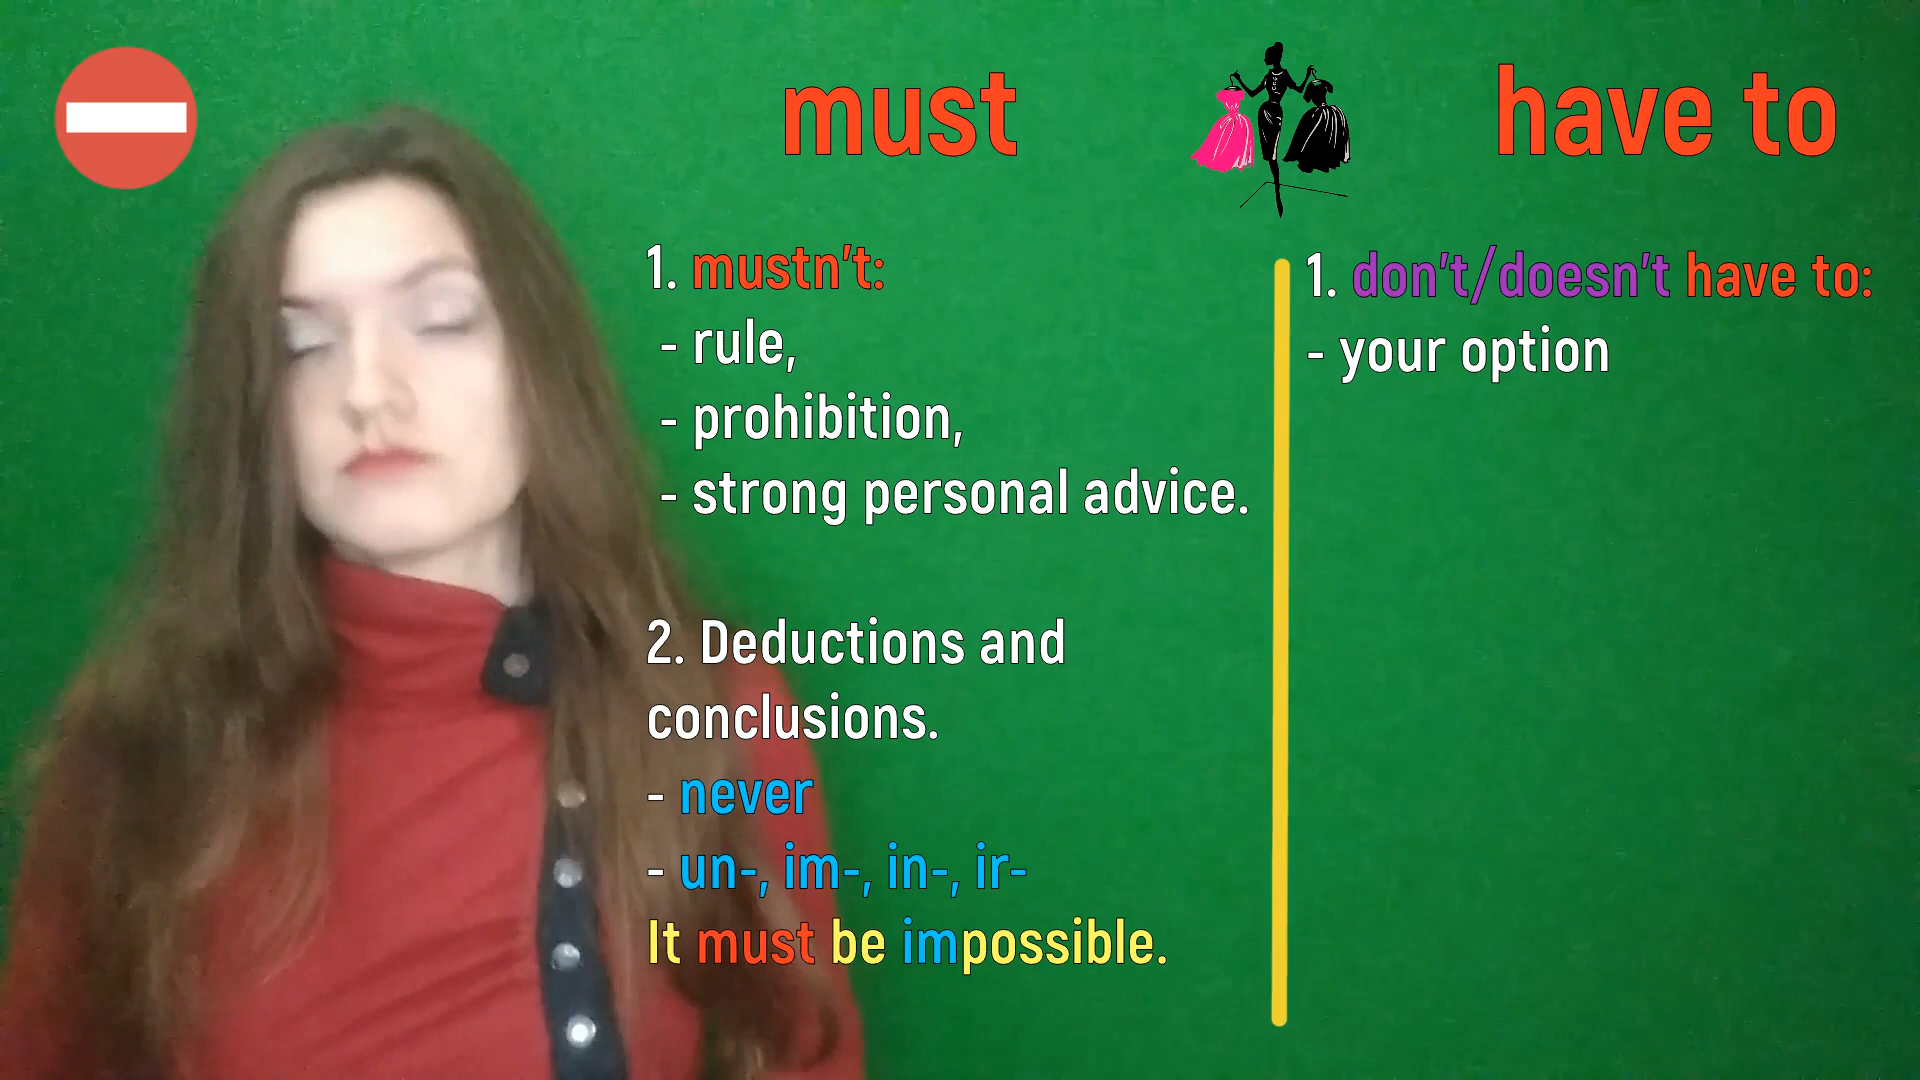 must
have to
1. mustn't:
- rule,
- prohibition,
- strong personal advice.
2. Deductions and
conclusions.
- never
- un-, im-, in-, ir-
It must be impossible.
1. don't/doesn't have to:
- your option